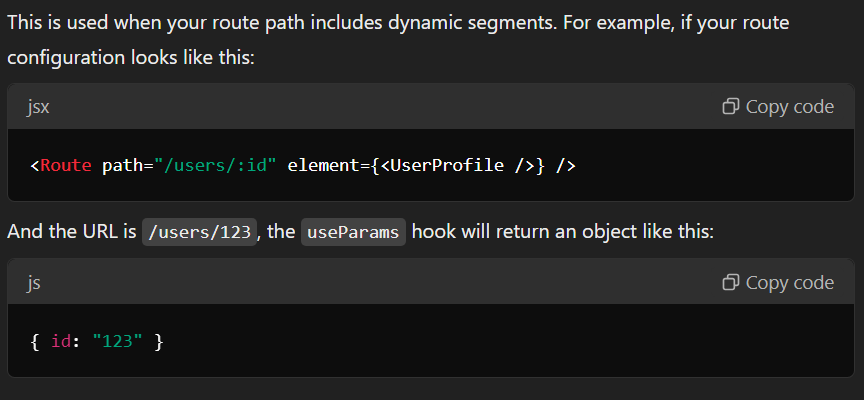 This is used when your route path includes dynamic segments. For example, if your route
configuration looks like this:
jsx
Copy code
<Route path="/users/:id" element={<UserProfile />} />
And the URL is /users/123, the useParams hook will return an object like this:
js
Copy code
{ id: "123" }